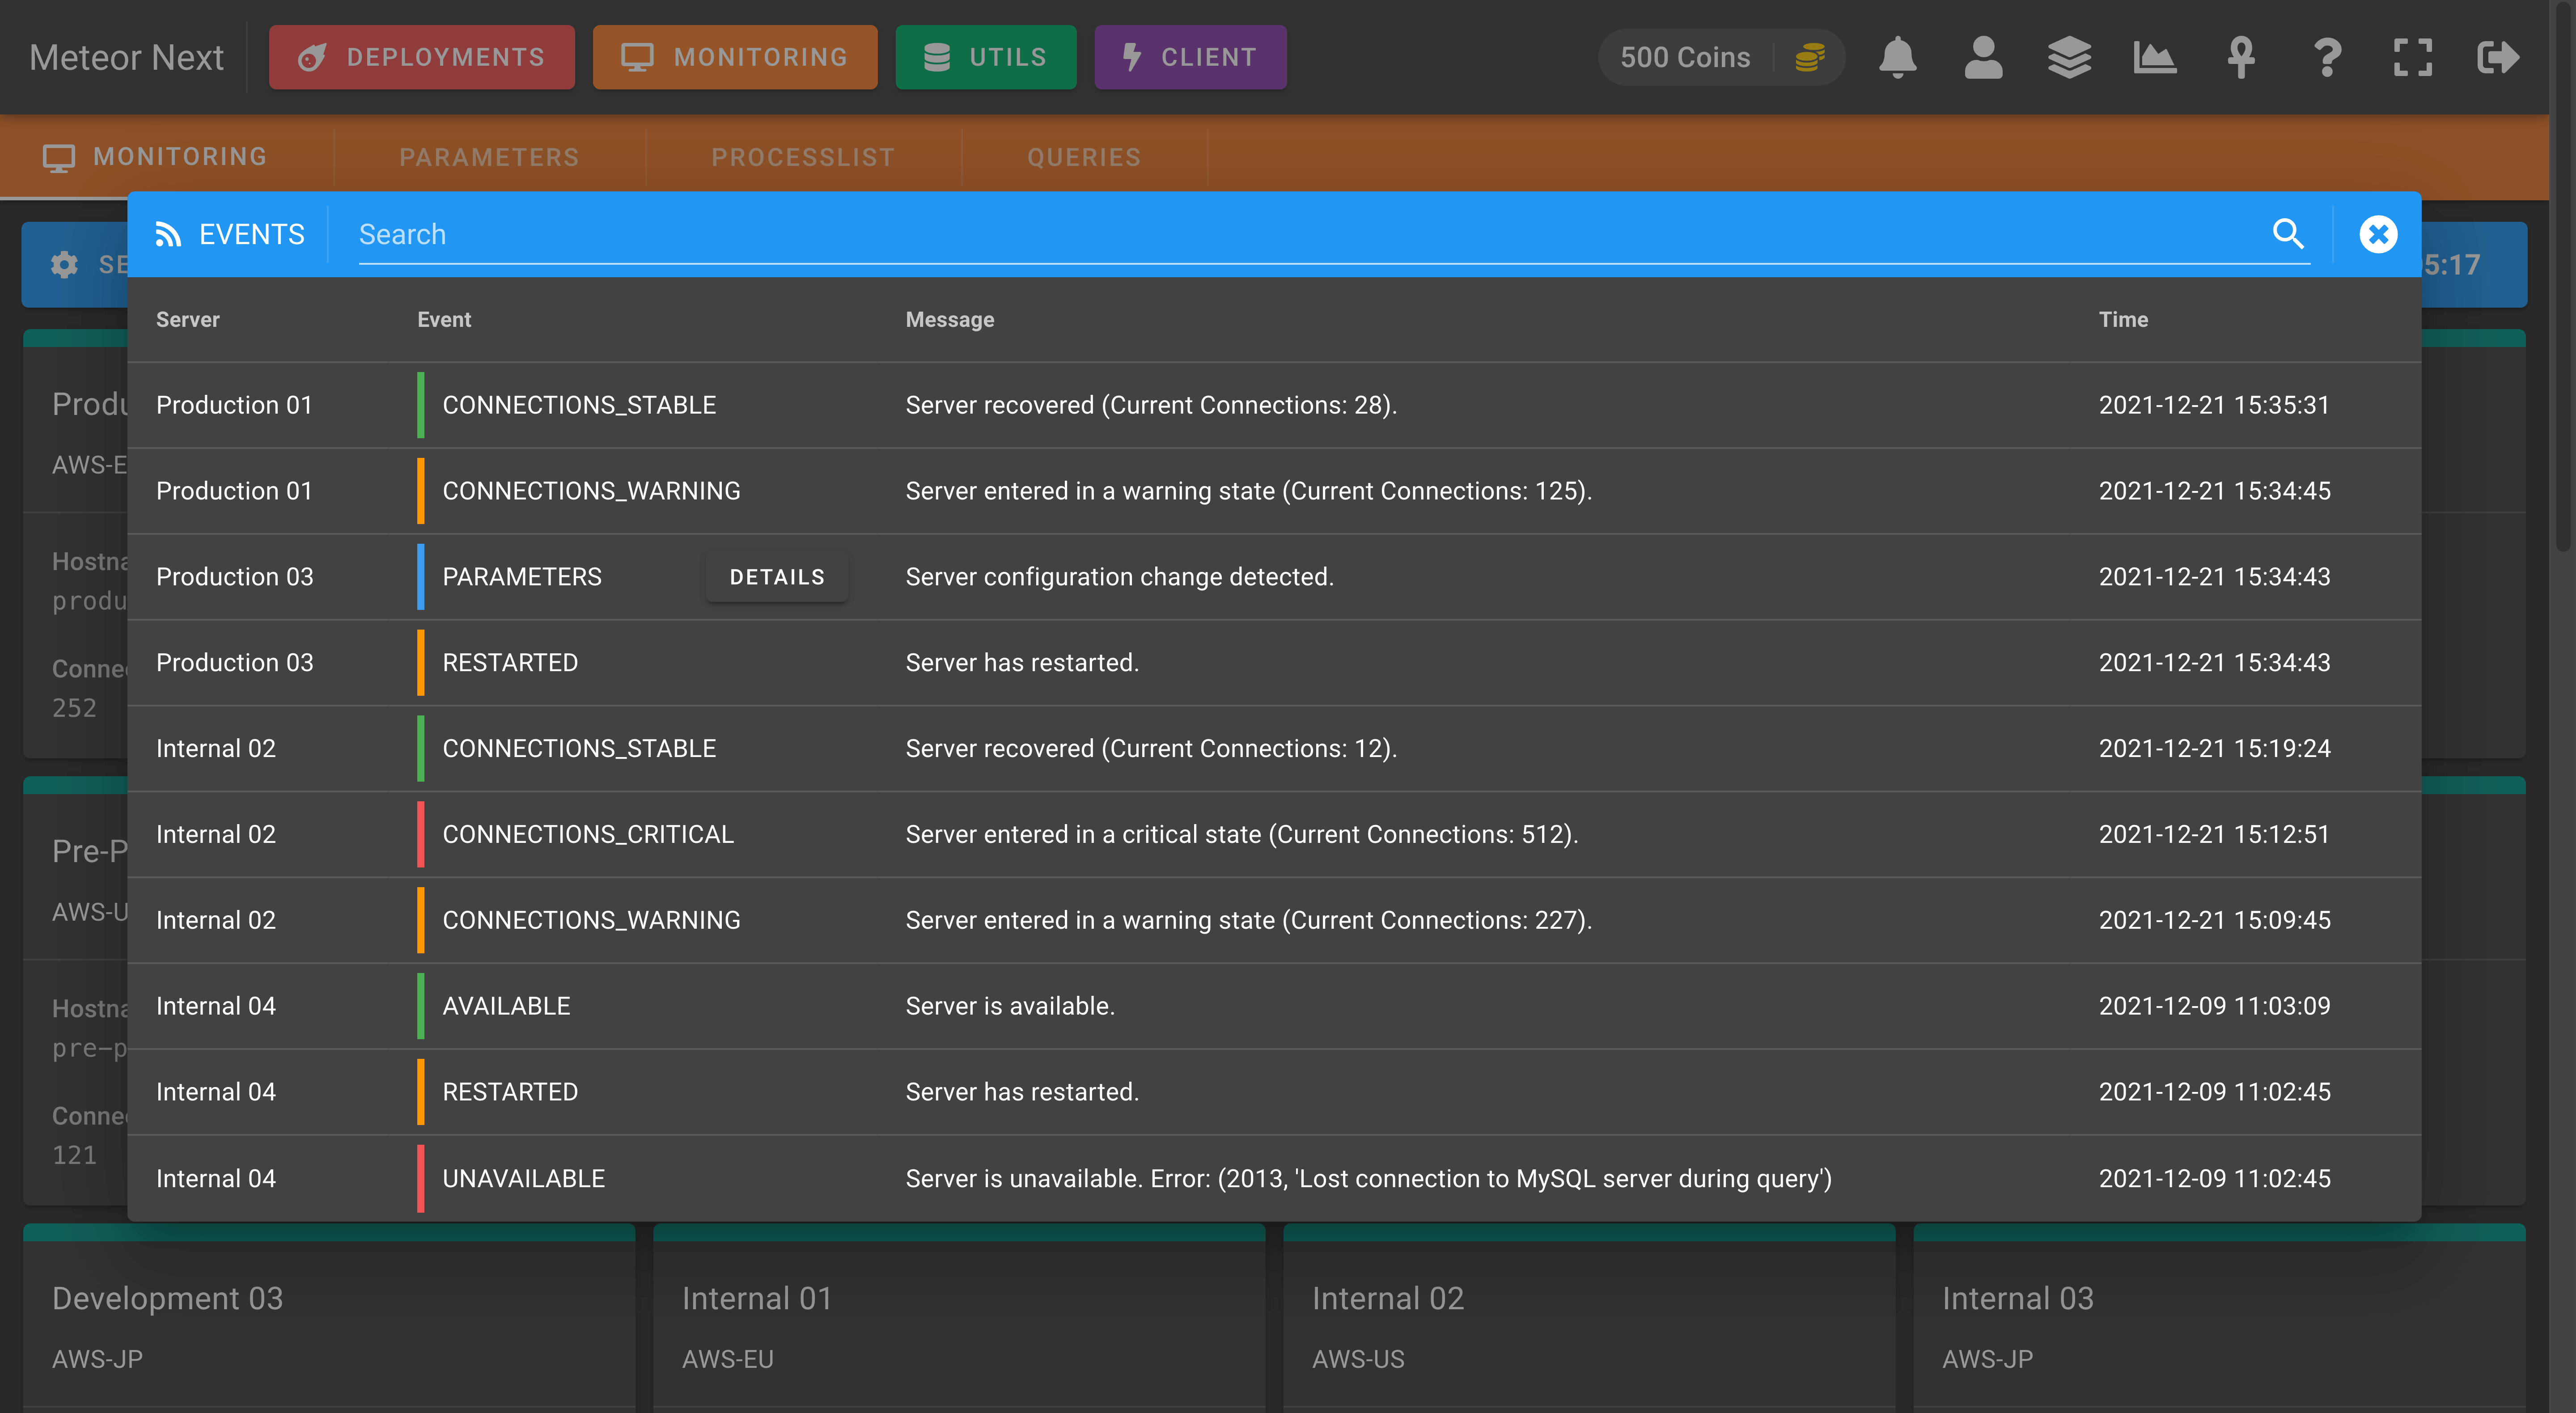 Meteor Next DEPLOYMENTS MONITORING UTILS CLIENT 500 Coins
MONITORING PARAMETERS PROCESSLIST QUERIES
EVENTS Search
5:17
Server Event Message Time
Production 01 CONNECTIONS_STABLE Server recovered (Current Connections: 28). 2021-12-21 15:35:31
AWS-E
Production 01 CONNECTIONS_WARNING Server entered in a warning state (Current Connections: 125). 2021-12-21 15:34:45
Production 03 PARAMETERS DETAILS Server configuration change detected. 2021-12-21 15:34:43
Production 03 RESTARTED Server has restarted. 2021-12-21 15:34:43
252
Internal 02 CONNECTIONS_STABLE Server recovered (Current Connections: 12). 2021-12-21 15:19:24
Internal 02 CONNECTIONS_CRITICAL Server entered in a critical state (Current Connections: 512). 2021-12-21 15:12:51
Pre-P
AWS-U
Internal 02 CONNECTIONS_WARNING Server entered in a warning state (Current Connections: 227). 2021-12-21 15:09:45
Internal 04 AVAILABLE Server is available. 2021-12-09 11:03:09
pre-p
Internal 04 RESTARTED Server has restarted. 2021-12-09 11:02:45
121
Internal 04 UNAVAILABLE Server is unavailable. Error: (2013, 'Lost connection to MySQL server during query') 2021-12-09 11:02:45
Development 03 Internal 01 Internal 02 Internal 03
AWS-JP AWS-EU AWS-US AWS-JP